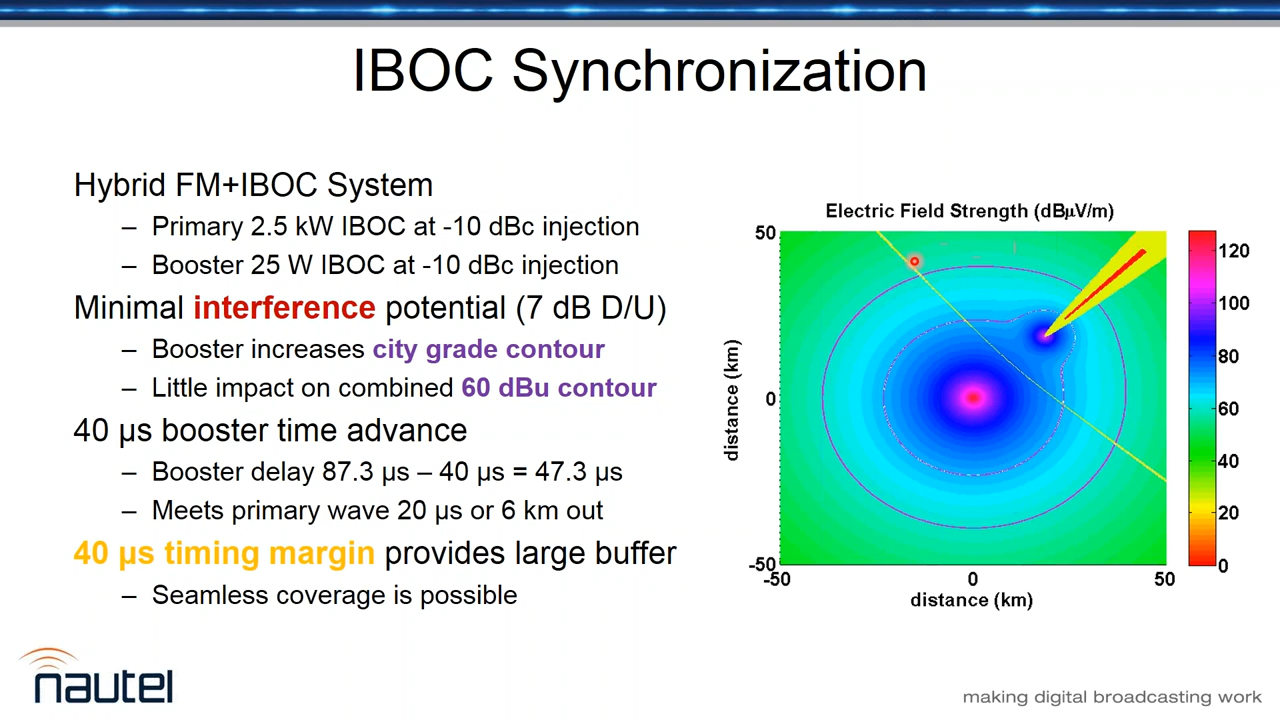 IBOC Synchronization
Hybrid FM+IBOC System
– Primary 2.5 kW IBOC at -10 dBc injection
– Booster 25 W IBOC at -10 dBc injection
Minimal interference potential (7 dB D/U)
– Booster increases city grade contour
– Little impact on combined 60 dBu contour
40 µs booster time advance
– Booster delay 87.3 µs – 40 µs = 47.3 µs
– Meets primary wave 20 µs or 6 km out
40 µs timing margin provides large buffer
– Seamless coverage is possible
Electric Field Strength (dBµV/m)
50
0
-50
distance (km)
-50
0
50
distance (km)
120
100
80
60
40
20
0
nautel
making digital broadcasting work